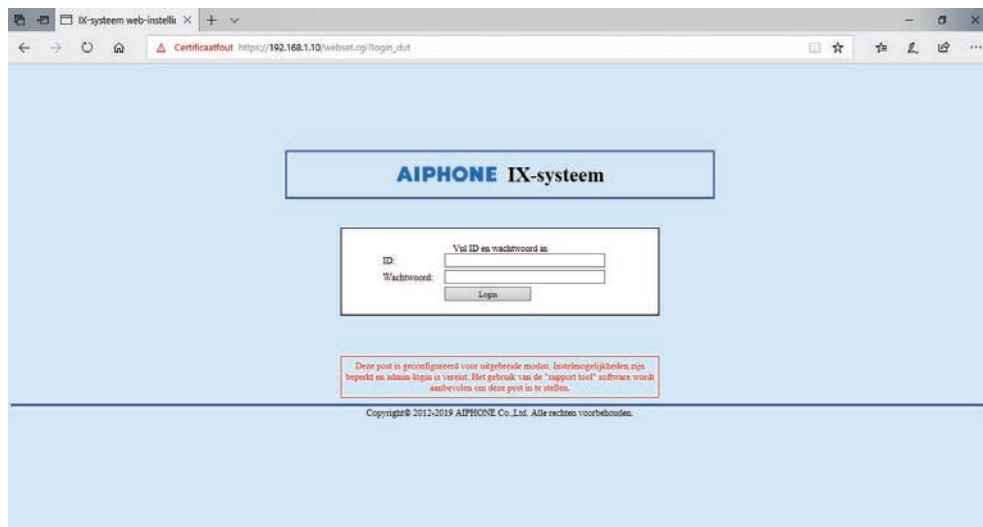 IX-systeem web-instelli
Certificaatfout https://192.168.1.10/webset.cgi?login_dut
AIPHONE IX-systeem
Vul ID en wachtwoord in
ID:
Wachtwoord:
Login
Deze post is geconfigureerd voor uitgebreide modus. Instelmogelijkheden zijn
beperkt en admin-login is vereist. Het gebruik van de "support tool" software wordt
aanbevolen om deze post in te stellen.
Copyright© 2012-2019 AIPHONE Co.,Ltd. Alle rechten voorbehouden.